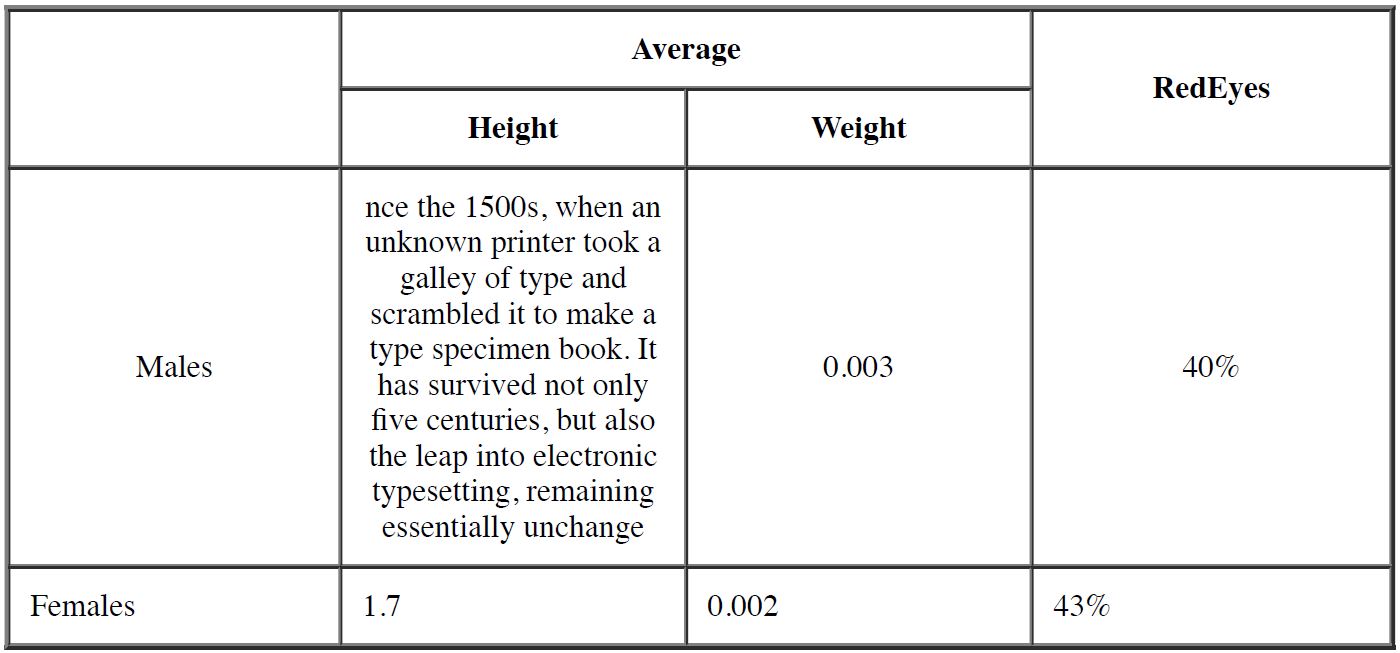 Average
RedEyes
Height
Weight
Males
nce the 1500s, when an
unknown printer took a
galley of type and
scrambled it to make a
type specimen book. It
has survived not only
five centuries, but also
the leap into electronic
typesetting, remaining
essentially unchange
0.003
40%
Females
1.7
0.002
43%